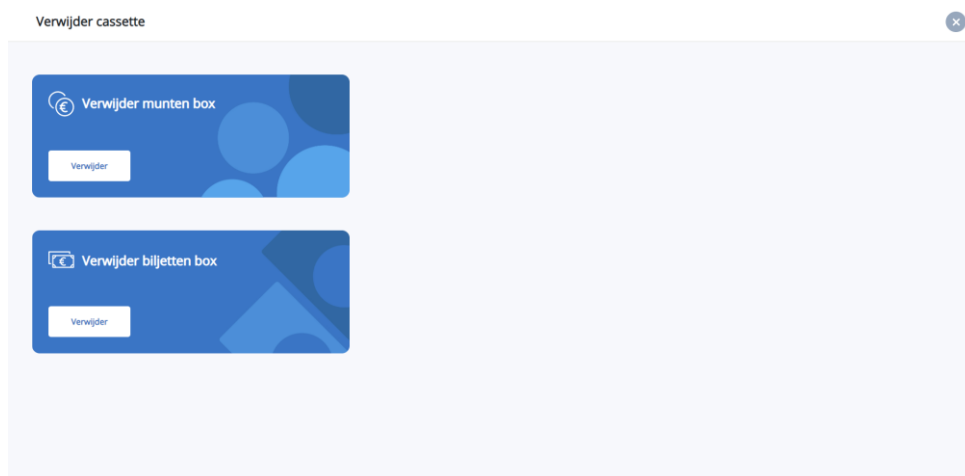 Verwijder cassette
Verwijder munten box
Verwijder
Verwijder biljetten box
Verwijder